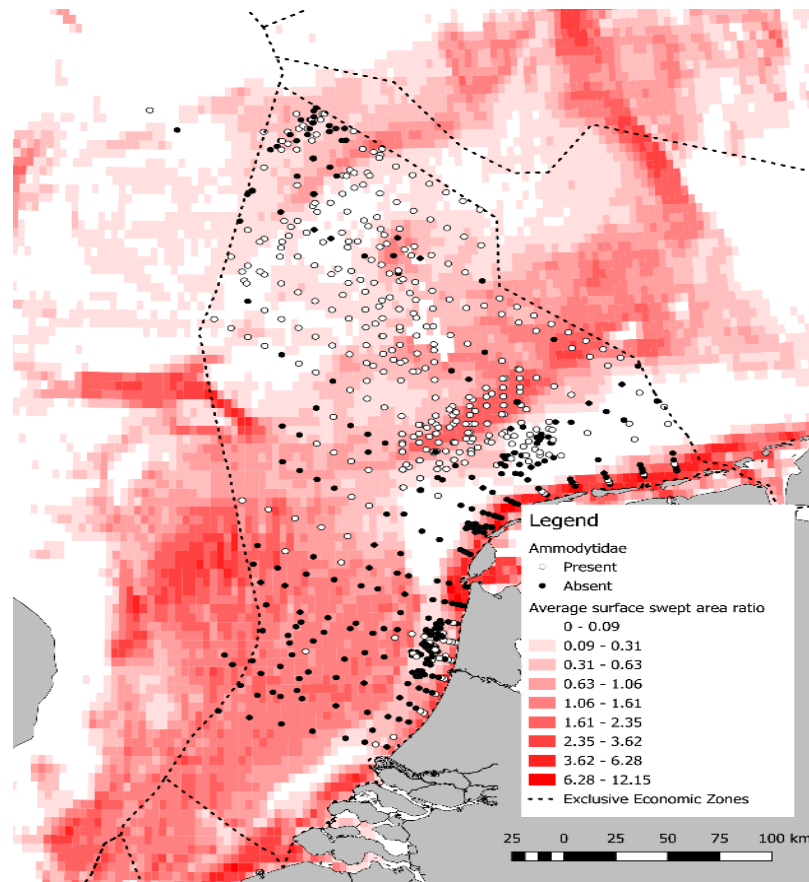 Legend
Ammodytidae
Present
Absent
Average surface swept area ratio
0 - 0.09
0.09 - 0.31
0.31 - 0.63
0.63 - 1.06
1.06 - 1.61
1.61 - 2.35
2.35 - 3.62
3.62 - 6.28
6.28 - 12.15
Exclusive Economic Zones
25 0 25 50 75 100 km